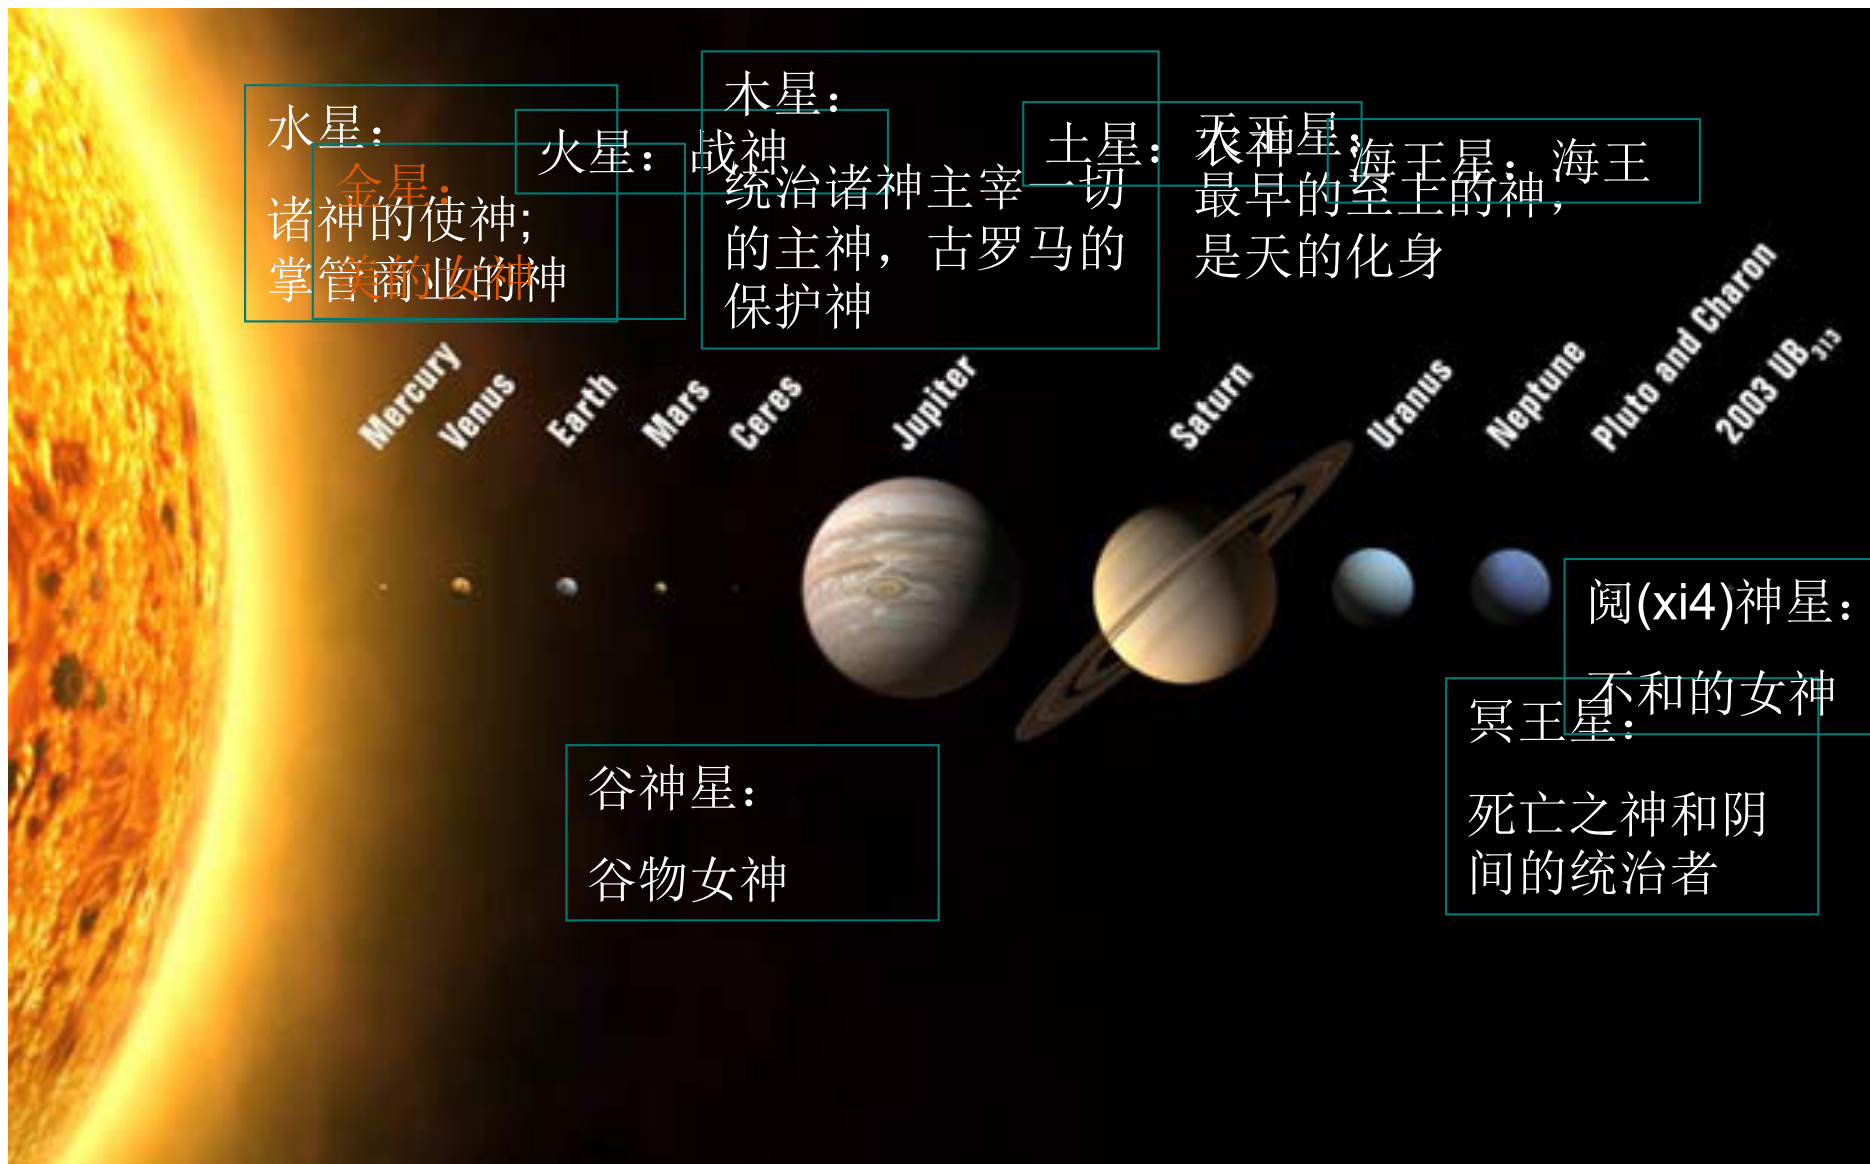 水星：
诸神的使神;
掌管商业的神
金星：
美的女神
火星：战神
木星：
统治诸神主宰一切
的主神，古罗马的
保护神
土星：农神
天王星：
最早的至上的神，
是天的化身
海王星：海王
Mercury
Venus
Earth
Mars
Ceres
Jupiter
Saturn
Uranus
Neptune
Pluto and Charon
2003 UB313
阋(xi4)神星：
不和的女神
冥王星：
死亡之神和阴
间的统治者
谷神星：
谷物女神